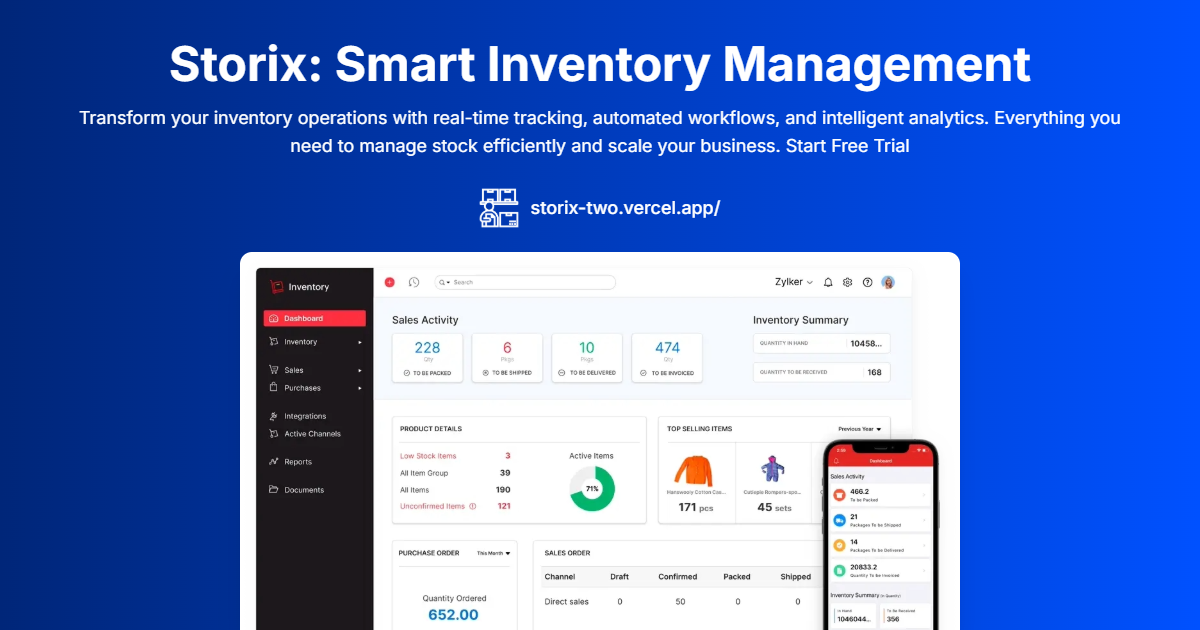 Storix: Smart Inventory Management
Transform your inventory operations with real-time tracking, automated workflows, and intelligent analytics. Everything you
need to manage stock efficiently and scale your business. Start Free Trial
storix-two.vercel.app/
Inventory
Search
Zylker
Dashboard
Inventory
Sales
Purchases
Integrations
Active Channels
Reports
Documents
Sales Activity
228
Qty
TO BE PACKED
6
Pkgs
TO BE SHIPPED
10
Pkgs
TO BE DELIVERED
474
Qty
TO BE INVOICED
Inventory Summary
QUANTITY IN HAND 10458...
QUANTITY TO BE RECEIVED 168
PRODUCT DETAILS
Low Stock Items 3
All Item Group 39
All Items 190
Unconfirmed Items 121
Active Items
71%
TOP SELLING ITEMS Previous Year
Hanswooly Cotton Cas...
171 pcs
Cutiepie Rompers-spo...
45 sets
PURCHASE ORDER This Month
Quantity Ordered
652.00
SALES ORDER
Channel Draft Confirmed Packed Shipped
Direct sales 0 50 0 0
Dashboard
Sales Activity
466.2
To be Packed
21
Packages To be Shipped
14
Packages To be Delivered
20833.2
Quantity To be Invoiced
Inventory Summary (In Quantity)
In Hand
1046044...
To Be Received
356